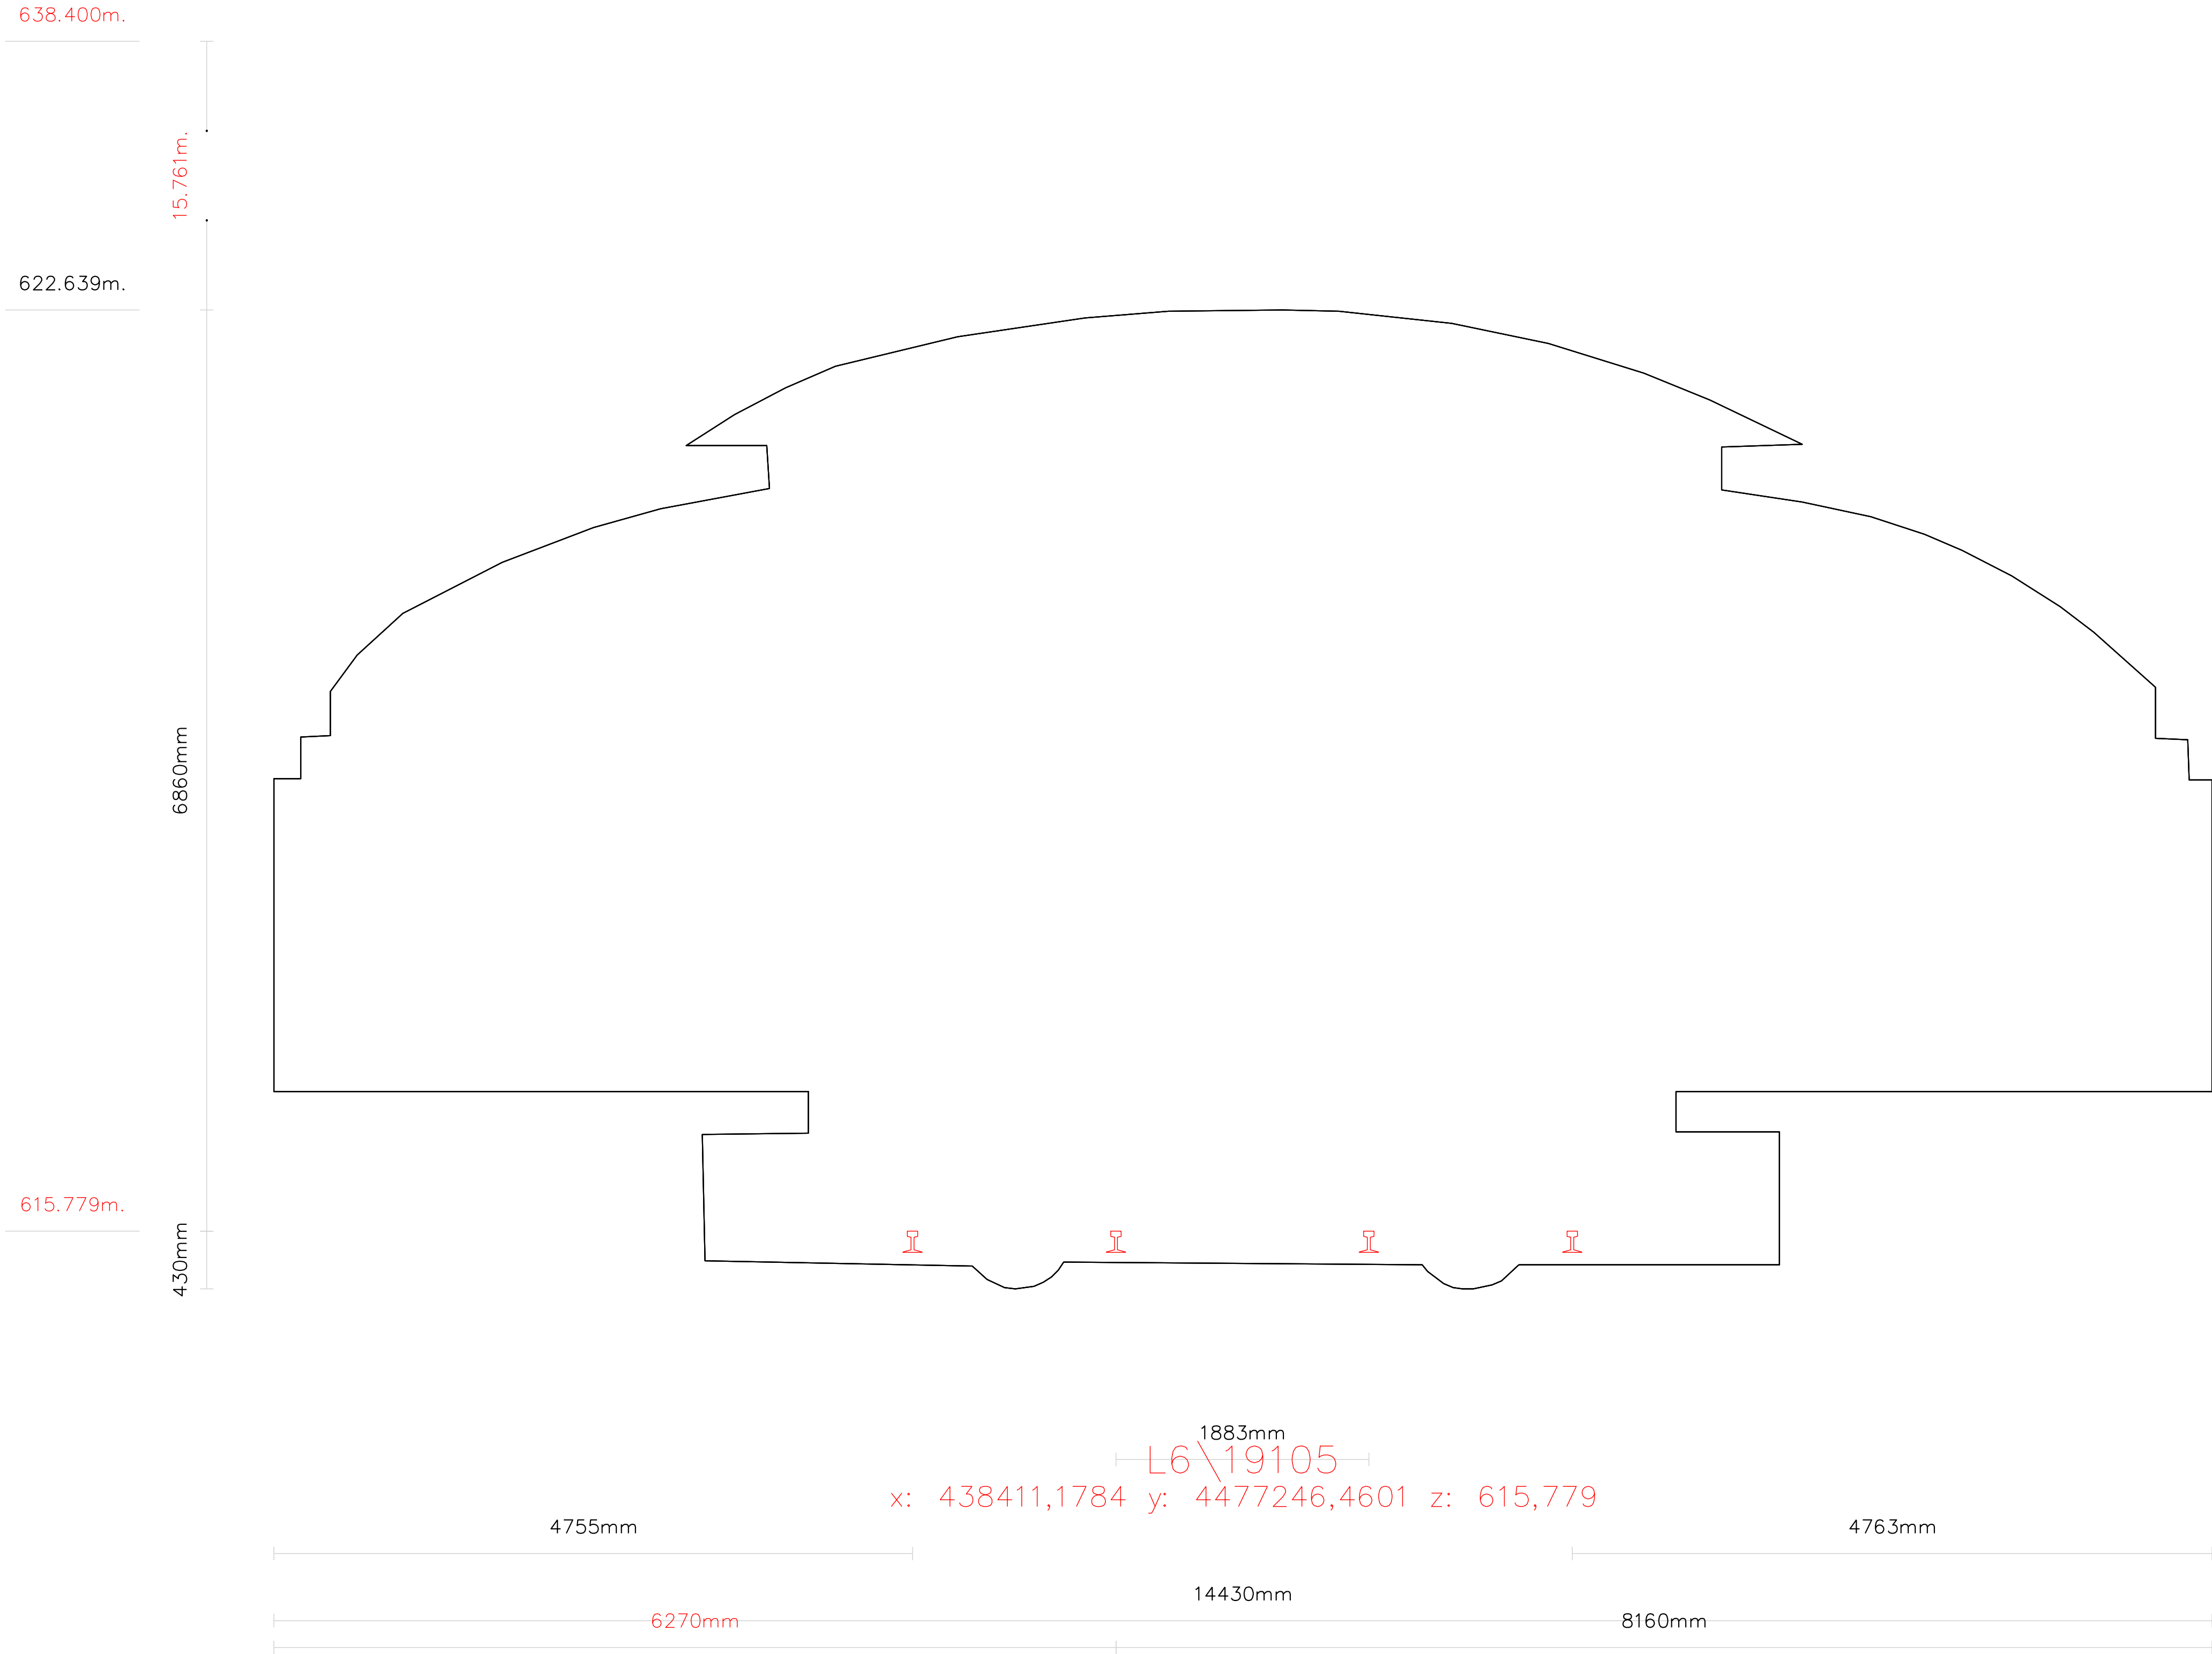 638.400m.
15.761m.
622.639m.
6860mm
615.779m.
430mm
1883mm
L6\19105
x: 438411,1784 y: 4477246,4601 z: 615,779
4755mm
4763mm
14430mm
6270mm
8160mm